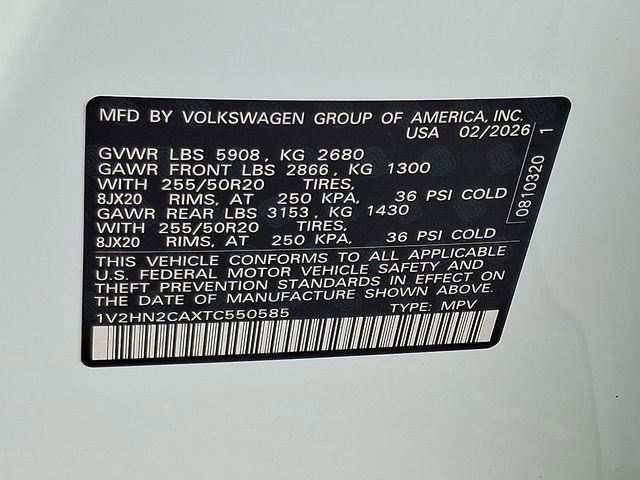 MFD BY VOLKSWAGEN GROUP OF AMERICA, INC.
USA 02/2026
GVWR LBS 5908, KG 2680
GAWR FRONT LBS 2866, KG 1300
WITH 255/50R20 TIRES,
8JX20 RIMS, AT 250 KPA, 36 PSI COLD
GAWR REAR LBS 3153, KG 1430
WITH 255/50R20 TIRES,
8JX20 RIMS, AT 250 KPA, 36 PSI COLD
0810320 1
THIS VEHICLE CONFORMS TO ALL APPLICABLE
U.S. FEDERAL MOTOR VEHICLE SAFETY AND
THEFT PREVENTION STANDARDS IN EFFECT ON
THE DATE OF MANUFACTURE SHOWN ABOVE.
1V2HN2CAXTC550585 TYPE: MPV